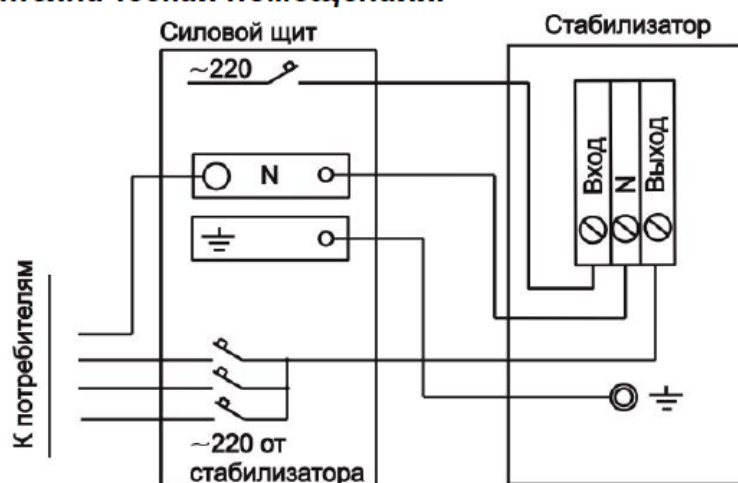 Силовой щит
Стабилизатор
~220
N
Вход
N
Выход
К потребителям
~220 от
стабилизатора